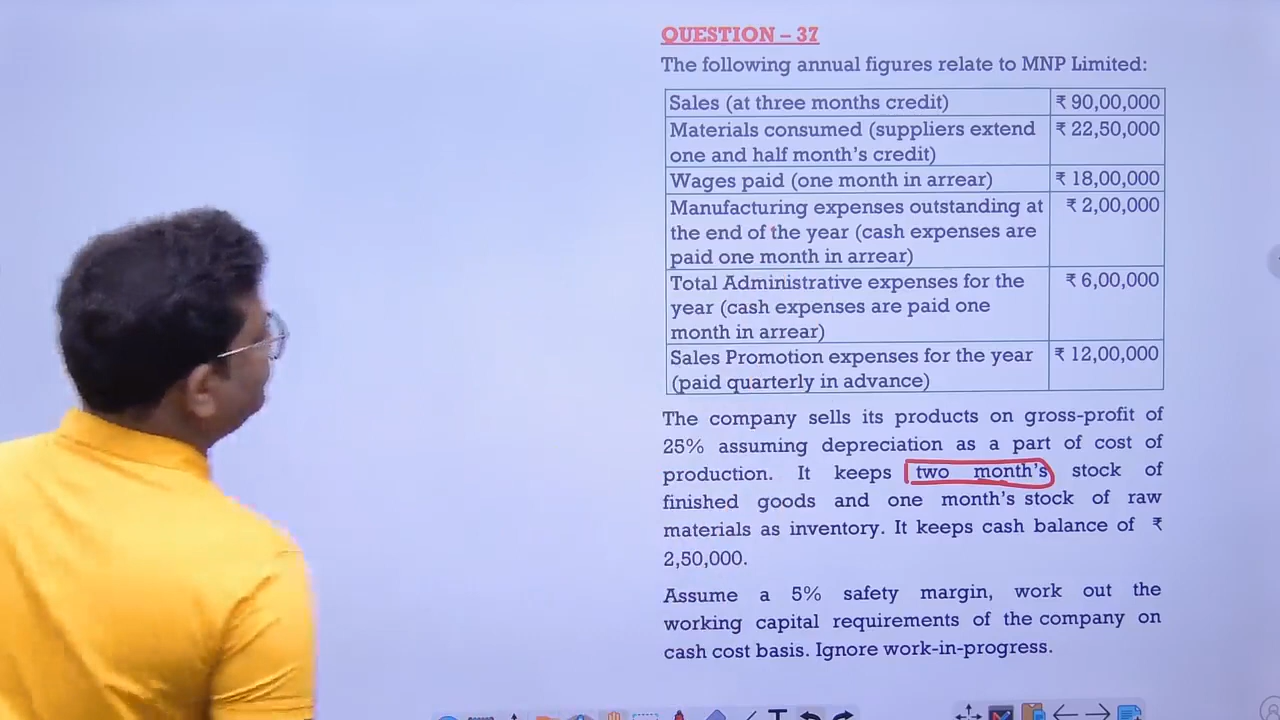 QUESTION – 37
The following annual figures relate to MNP Limited:
Sales (at three months credit) ₹ 90,00,000
Materials consumed (suppliers extend ₹ 22,50,000
one and half month's credit)
Wages paid (one month in arrear) ₹ 18,00,000
Manufacturing expenses outstanding at ₹ 2,00,000
the end of the year (cash expenses are
paid one month in arrear)
Total Administrative expenses for the ₹ 6,00,000
year (cash expenses are paid one
month in arrear)
Sales Promotion expenses for the year ₹ 12,00,000
(paid quarterly in advance)
The company sells its products on gross-profit of
25% assuming depreciation as a part of cost of
production. It keeps two month's stock of
finished goods and one month's stock of raw
materials as inventory. It keeps cash balance of ₹
2,50,000.
Assume a 5% safety margin, work out the
working capital requirements of the company on
cash cost basis. Ignore work-in-progress.